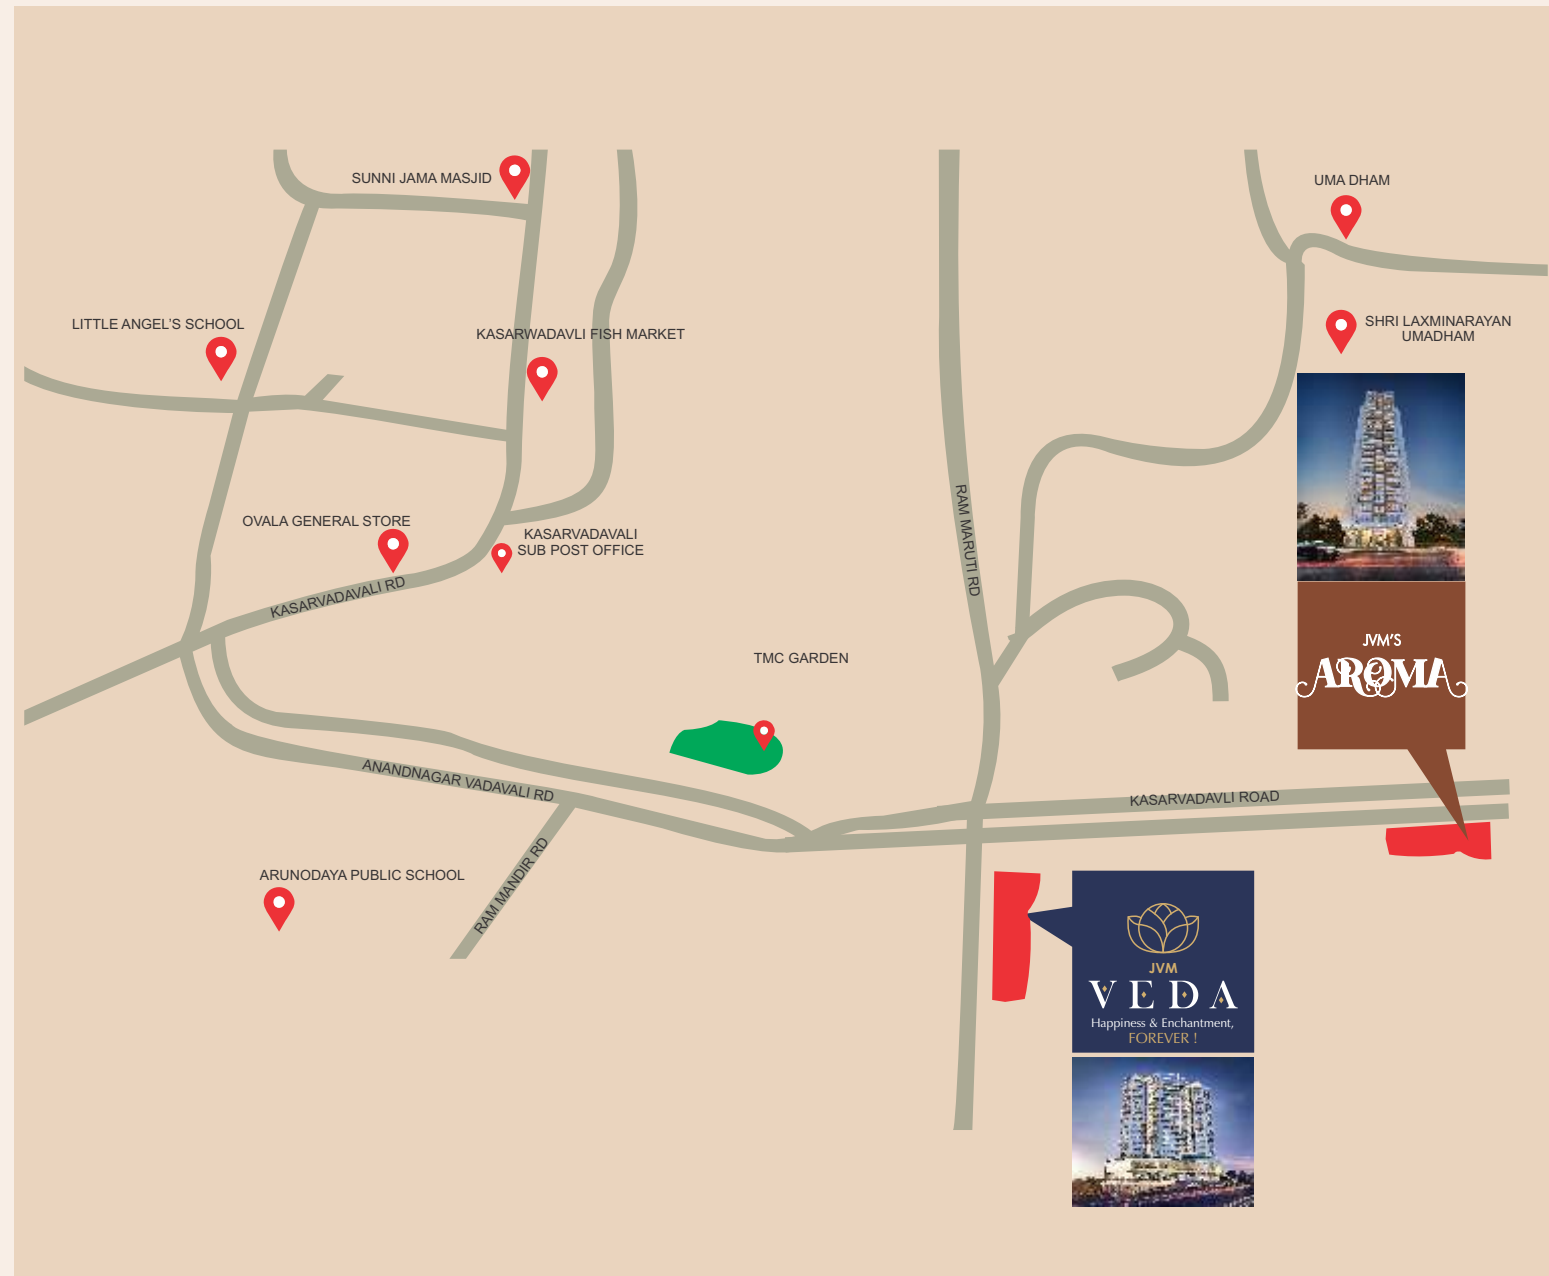 SUNNI JAMA MASJID
UMA DHAM
LITTLE ANGEL'S SCHOOL
KASARWADAVLI FISH MARKET
SHRI LAXMINARAYAN
UMADHAM
OVALA GENERAL STORE
KASARVADAVALI
SUB POST OFFICE
KASARVADAVALI RD
RAM MARUTI RD
TMC GARDEN
JVM'S
AROMA
ANANDNAGAR VADAVALI RD
KASARVADAVLI ROAD
RAM MANDIR RD
ARUNODAYA PUBLIC SCHOOL
JVM
VEDA
Happiness & Enchantment,
FOREVER !